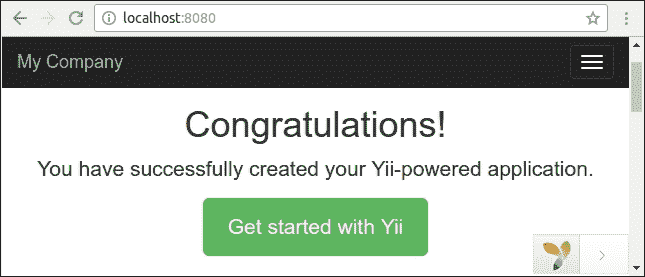 localhost:8080
My Company
Congratulations!
You have successfully created your Yii-powered application.
Get started with Yii